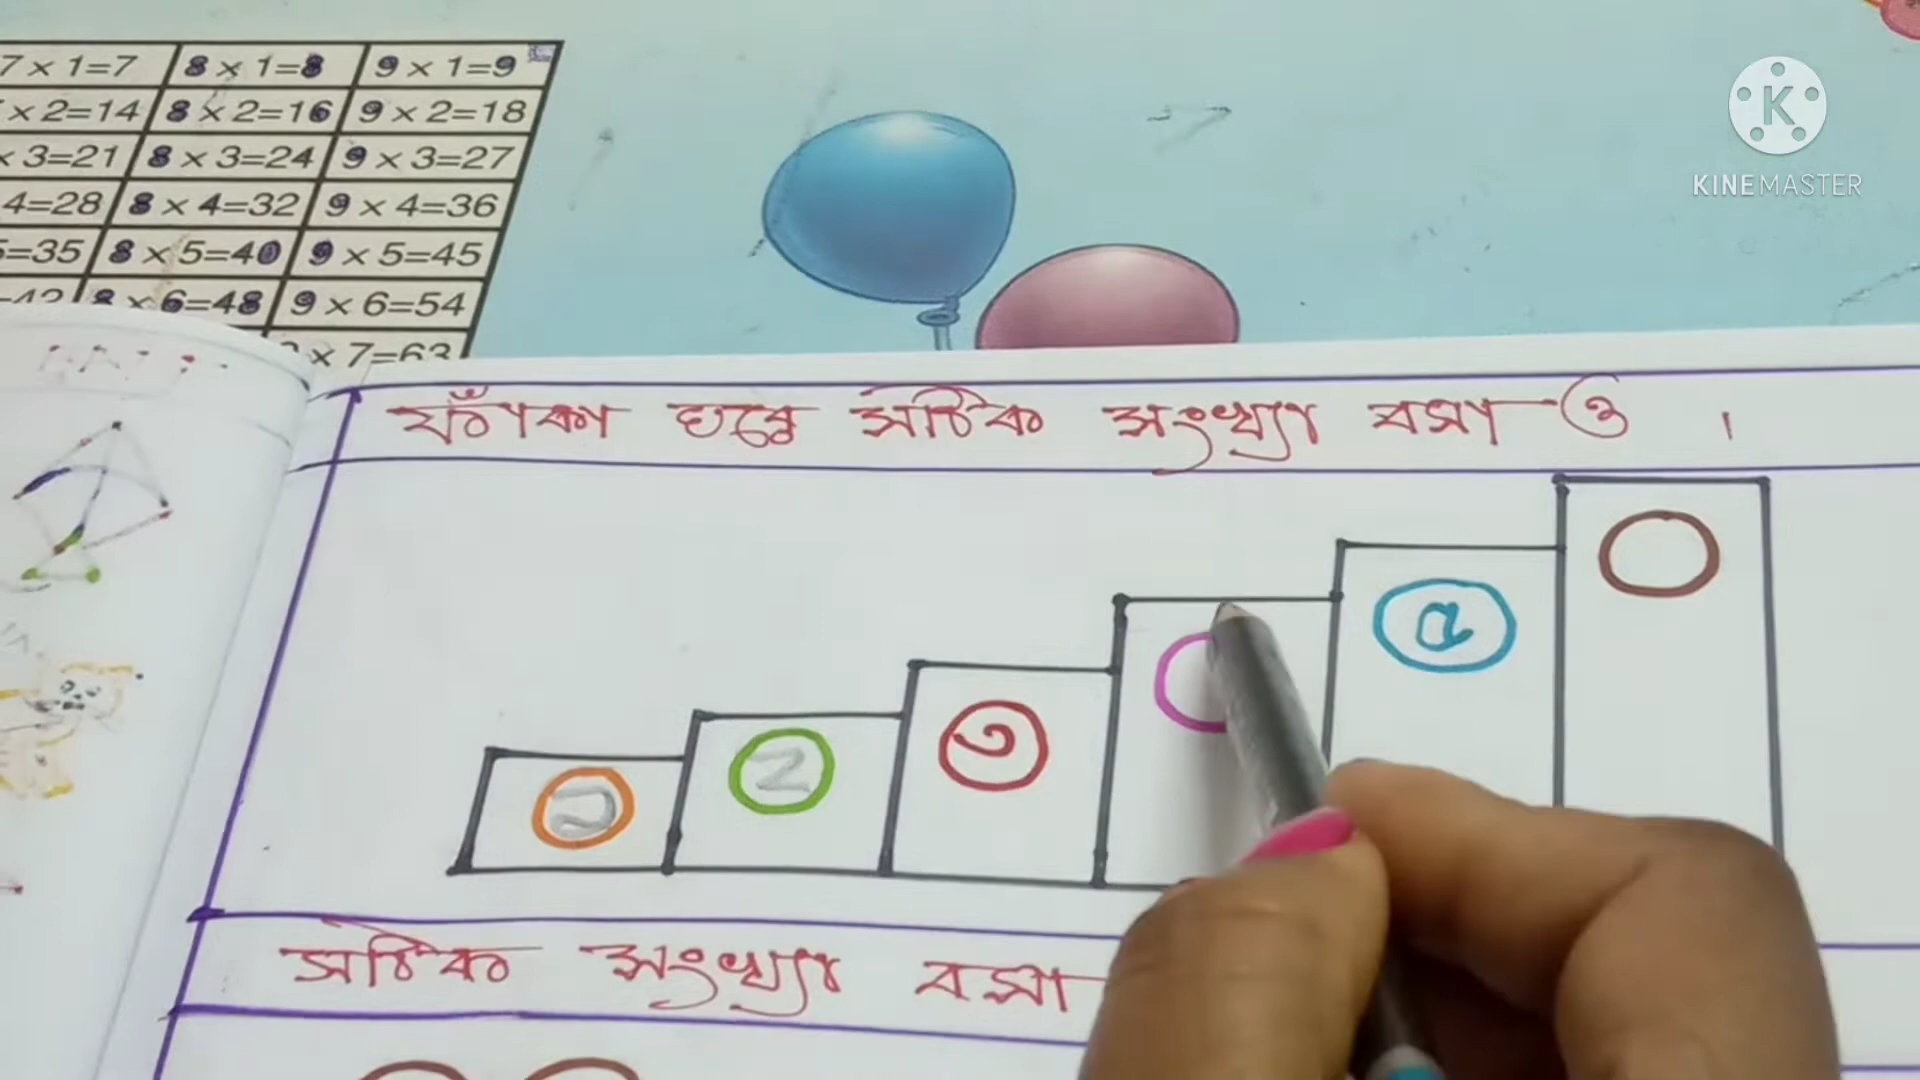 7 × 1=7 8 × 1=8 9 × 1=9
× 2=14 8 × 2=16 9 × 2=18
× 3=21 8 × 3=24 9 × 3=27
4=28 8 × 4=32 9 × 4=36
=35 8 × 5=40 9 × 5=45
8 × 6=48 9 × 6=54
× 7=63
K
KINEMASTER
ফাঁকা ঘরে সঠিক সংখ্যা বসাও ।
১ ২ ৩ ৫
সঠিক সংখ্যা বসা